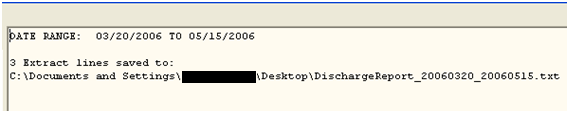 DATE RANGE:  03/20/2006 TO 05/15/2006
3 Extract lines saved to:
C:\Documents and Settings\ \Desktop\DischargeReport_20060320_20060515.txt